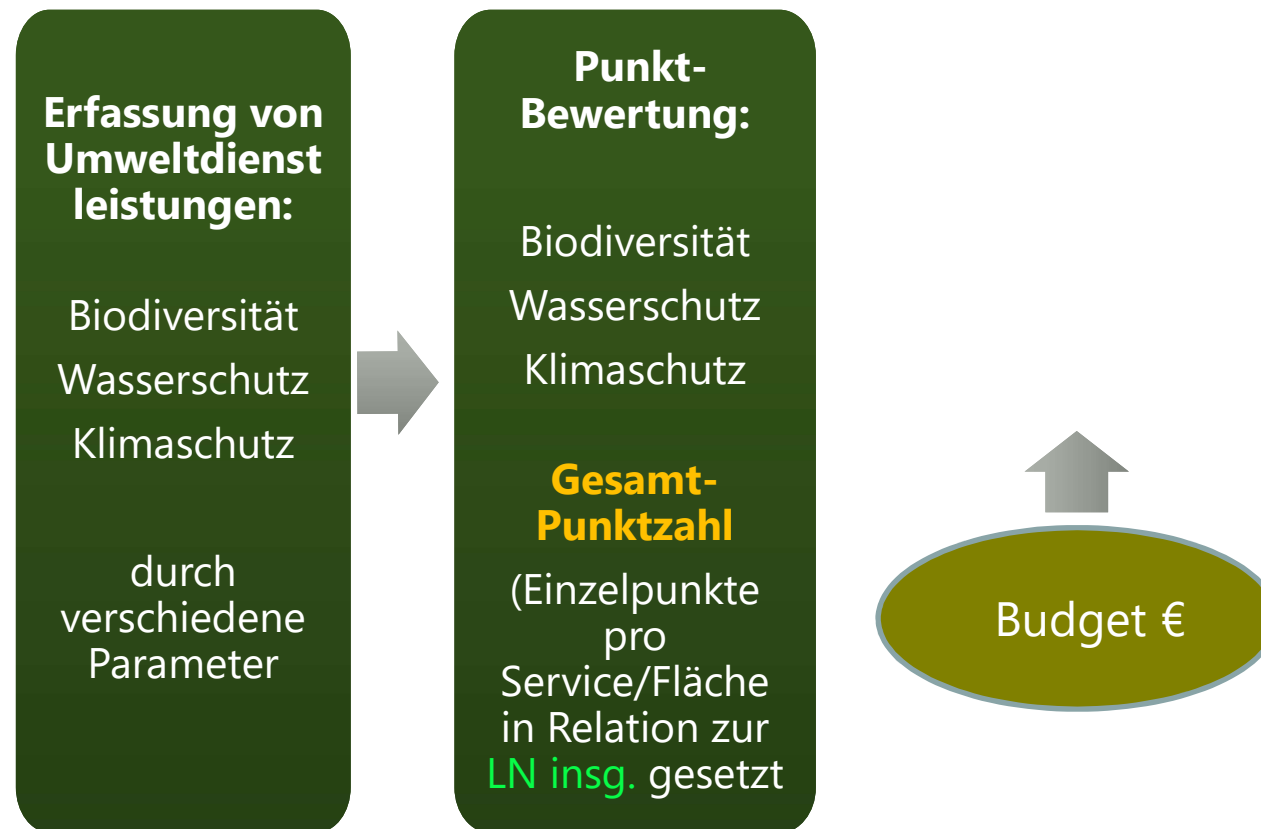 Erfassung von
Umweltdienst
leistungen:
Biodiversität
Wasserschutz
Klimaschutz
durch
verschiedene
Parameter
Punkt-
Bewertung:
Biodiversität
Wasserschutz
Klimaschutz
Gesamt-
Punktzahl
(Einzelpunkte
pro
Service/Fläche
in Relation zur
LN insg. gesetzt
Budget €